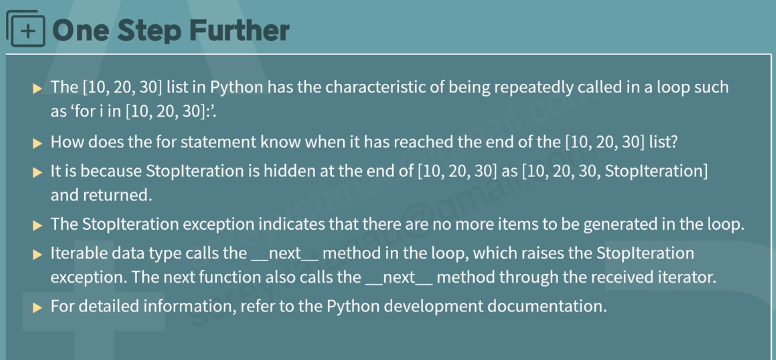 One Step Further
▶ The [10, 20, 30] list in Python has the characteristic of being repeatedly called in a loop such
as ‘for i in [10, 20, 30]:’.
▶ How does the for statement know when it has reached the end of the [10, 20, 30] list?
▶ It is because StopIteration is hidden at the end of [10, 20, 30] as [10, 20, 30, StopIteration]
and returned.
▶ The StopIteration exception indicates that there are no more items to be generated in the loop.
▶ Iterable data type calls the __next__ method in the loop, which raises the StopIteration
exception. The next function also calls the __next__ method through the received iterator.
▶ For detailed information, refer to the Python development documentation.